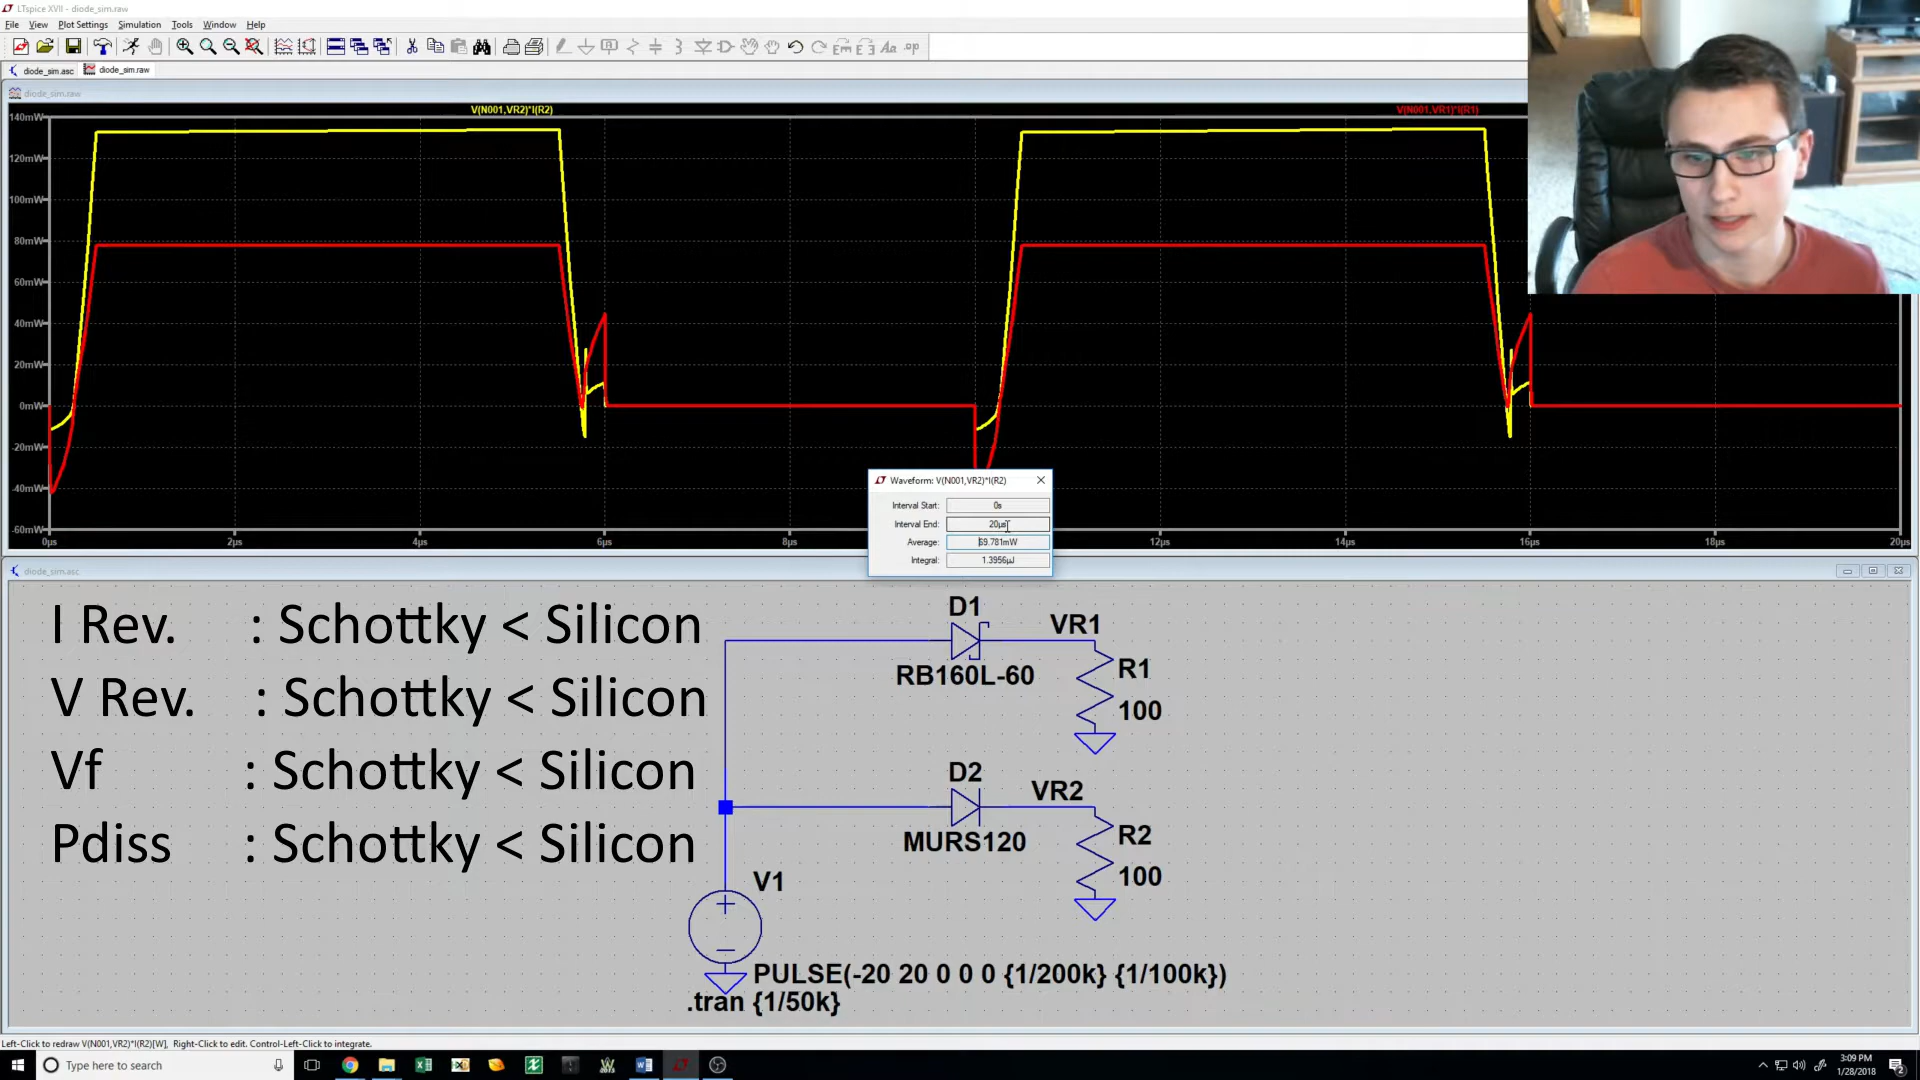 LTspice XVII - diode_sim.raw
File View Plot Settings Simulation Tools Window Help
diode_sim.asc diode_sim.raw
diode_sim.raw
V(N001,VR2)*I(R2) V(N001,VR1)*I(R1)
140mW
120mW
100mW
80mW
60mW
40mW
20mW
0mW
-20mW
-40mW
-60mW
0µs 2µs 4µs 6µs 8µs 12µs 14µs 16µs 18µs 20µs
Waveform: V(N001,VR2)*I(R2)
Interval Start: 0s
Interval End: 20µs
Average: 69.781mW
Integral: 1.3956µJ
diode_sim.asc
I Rev. : Schottky < Silicon
V Rev. : Schottky < Silicon
Vf : Schottky < Silicon
Pdiss : Schottky < Silicon
D1
VR1
RB160L-60
R1
100
D2
VR2
MURS120
R2
100
V1
PULSE(-20 20 0 0 0 {1/200k} {1/100k})
.tran {1/50k}
Left-Click to redraw V(N001,VR2)*I(R2)[W], Right-Click to edit. Control-Left-Click to integrate.
Type here to search
3:09 PM
1/28/2018